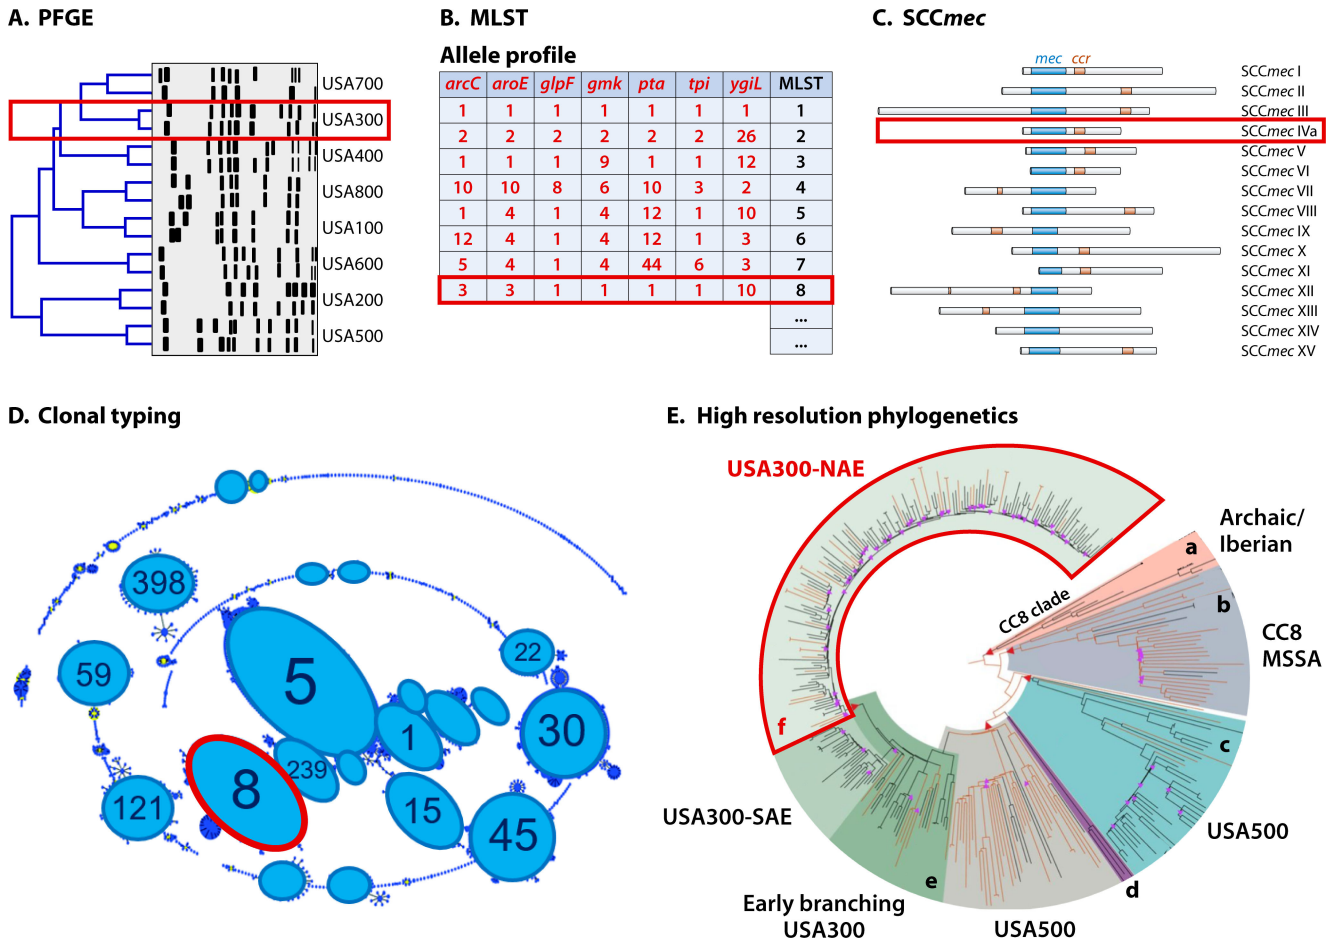 A. PFGE
USA700
USA300
USA400
USA800
USA100
USA600
USA200
USA500
B. MLST
Allele profile
arcC aroE glpF gmk pta tpi ygiL MLST
1 1 1 1 1 1 1 1
2 2 2 2 2 2 26 2
1 1 1 9 1 1 12 3
10 10 8 6 10 3 2 4
1 4 1 4 12 1 10 5
12 4 1 4 12 1 3 6
5 4 1 4 44 6 3 7
3 3 1 1 1 1 10 8
...
...
C. SCCmec
mec ccr
SCCmec I
SCCmec II
SCCmec III
SCCmec IVa
SCCmec V
SCCmec VI
SCCmec VII
SCCmec VIII
SCCmec IX
SCCmec X
SCCmec XI
SCCmec XII
SCCmec XIII
SCCmec XIV
SCCmec XV
D. Clonal typing
398
59
5
22
30
1
8
239
121
15
45
E. High resolution phylogenetics
USA300-NAE
Archaic/
Iberian
a
CC8 clade
b
CC8
MSSA
c
f
USA300-SAE
USA500
e
d
Early branching
USA300
USA500